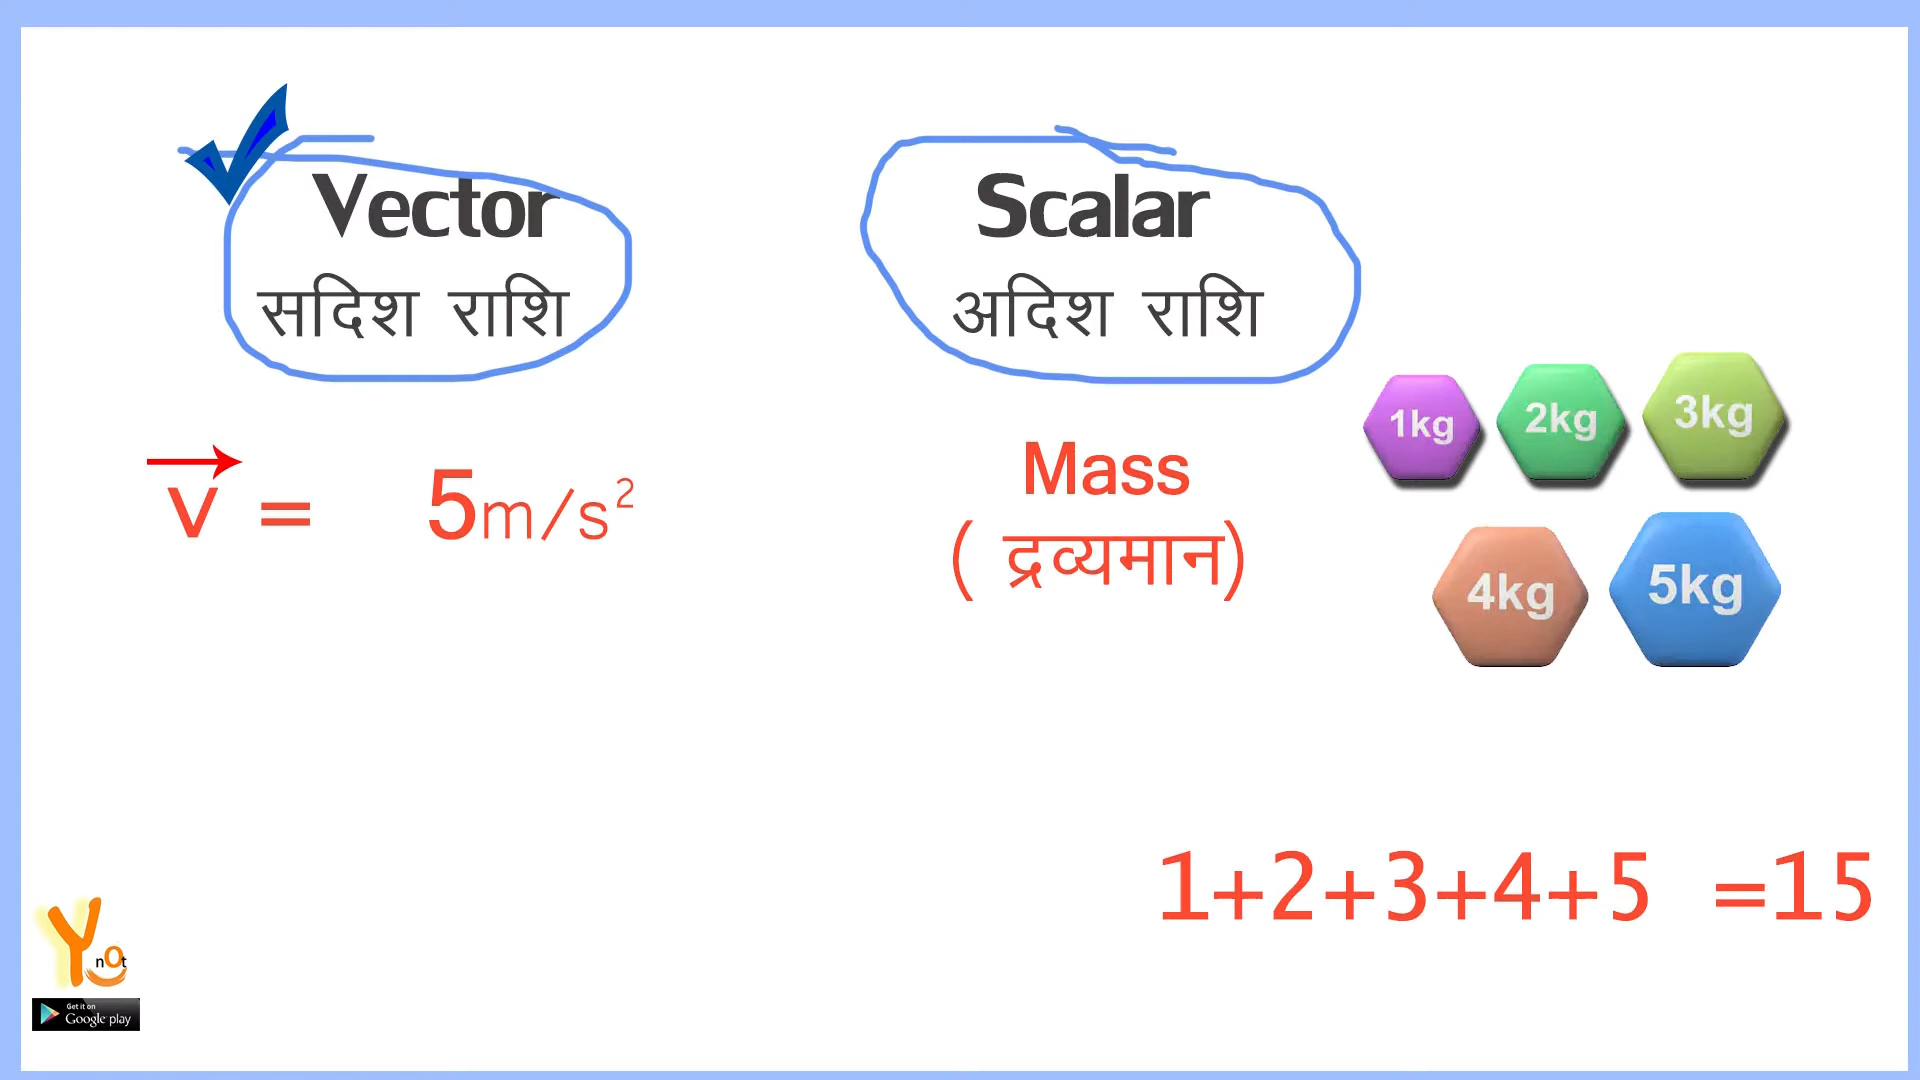 Vector
सदिश राशि
Scalar
अदिश राशि
v = 5m/s²
Mass
( द्रव्यमान)
1kg 2kg 3kg
4kg 5kg
1+2+3+4+5 =15
Y not
Get it on
Google play